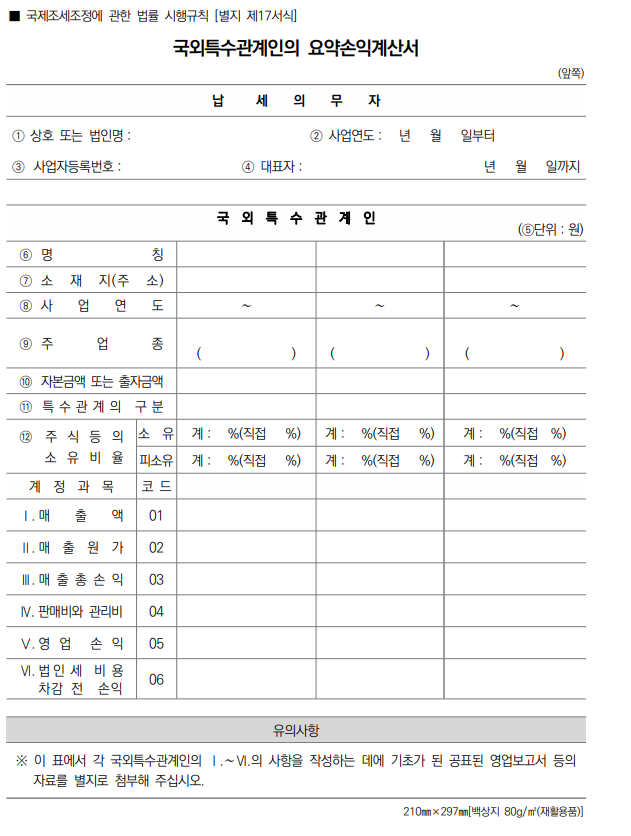 ■ 국제조세조정에 관한 법률 시행규칙 [별지 제17서식]
국외특수관계인의 요약손익계산서
(앞쪽)
납 세 의 무 자
① 상호 또는 법인명 : ② 사업연도 : 년 월 일부터
③ 사업자등록번호 : ④ 대표자 : 년 월 일까지
국 외 특 수 관 계 인
(⑤단위 : 원)
⑥ 명 칭
⑦ 소 재 지(주 소)
⑧ 사 업 연 도 ~ ~ ~
⑨ 주 업 종 ( ) ( ) ( )
⑩ 자본금액 또는 출자금액
⑪ 특수관계의 구분
⑫ 주 식 등 의 소 유 계 : %(직접 %) 계 : %(직접 %) 계 : %(직접 %)
소 유 비 율 피소유 계 : %(직접 %) 계 : %(직접 %) 계 : %(직접 %)
계 정 과 목 코 드
Ⅰ.매 출 액 01
Ⅱ.매 출 원 가 02
Ⅲ.매 출 총 손 익 03
Ⅳ.판매비와 관리비 04
Ⅴ.영 업 손 익 05
Ⅵ.법 인 세 비 용 06
차감 전 손익
유의사항
※ 이 표에서 각 국외특수관계인의 Ⅰ.~Ⅵ.의 사항을 작성하는 데에 기초가 된 공표된 영업보고서 등의
자료를 별지로 첨부해 주십시오.
210㎜×297㎜[백상지 80g/㎡(재활용품)]